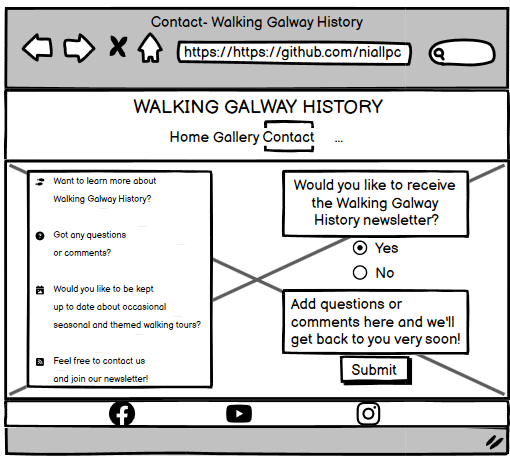 Contact- Walking Galway History
https://https://github.com/niallpc
WALKING GALWAY HISTORY
Home Gallery Contact ...
Want to learn more about
Walking Galway History?
Got any questions
or comments?
Would you like to be kept
up to date about occasional
seasonal and themed walking tours?
Feel free to contact us
and join our newsletter!
Would you like to receive
the Walking Galway
History newsletter?
Yes
No
Add questions or
comments here and we'll
get back to you very soon!
Submit